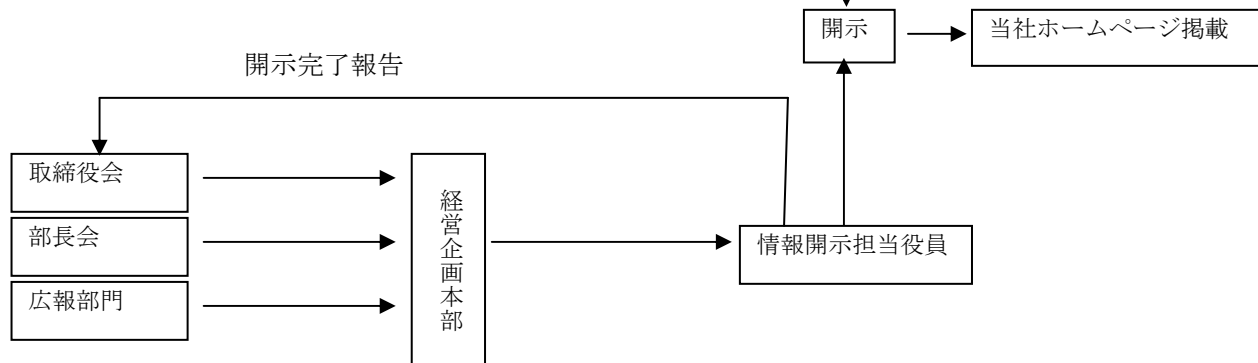 開示
当社ホームページ掲載
開示完了報告
取締役会
部長会
広報部門
経営企画本部
情報開示担当役員